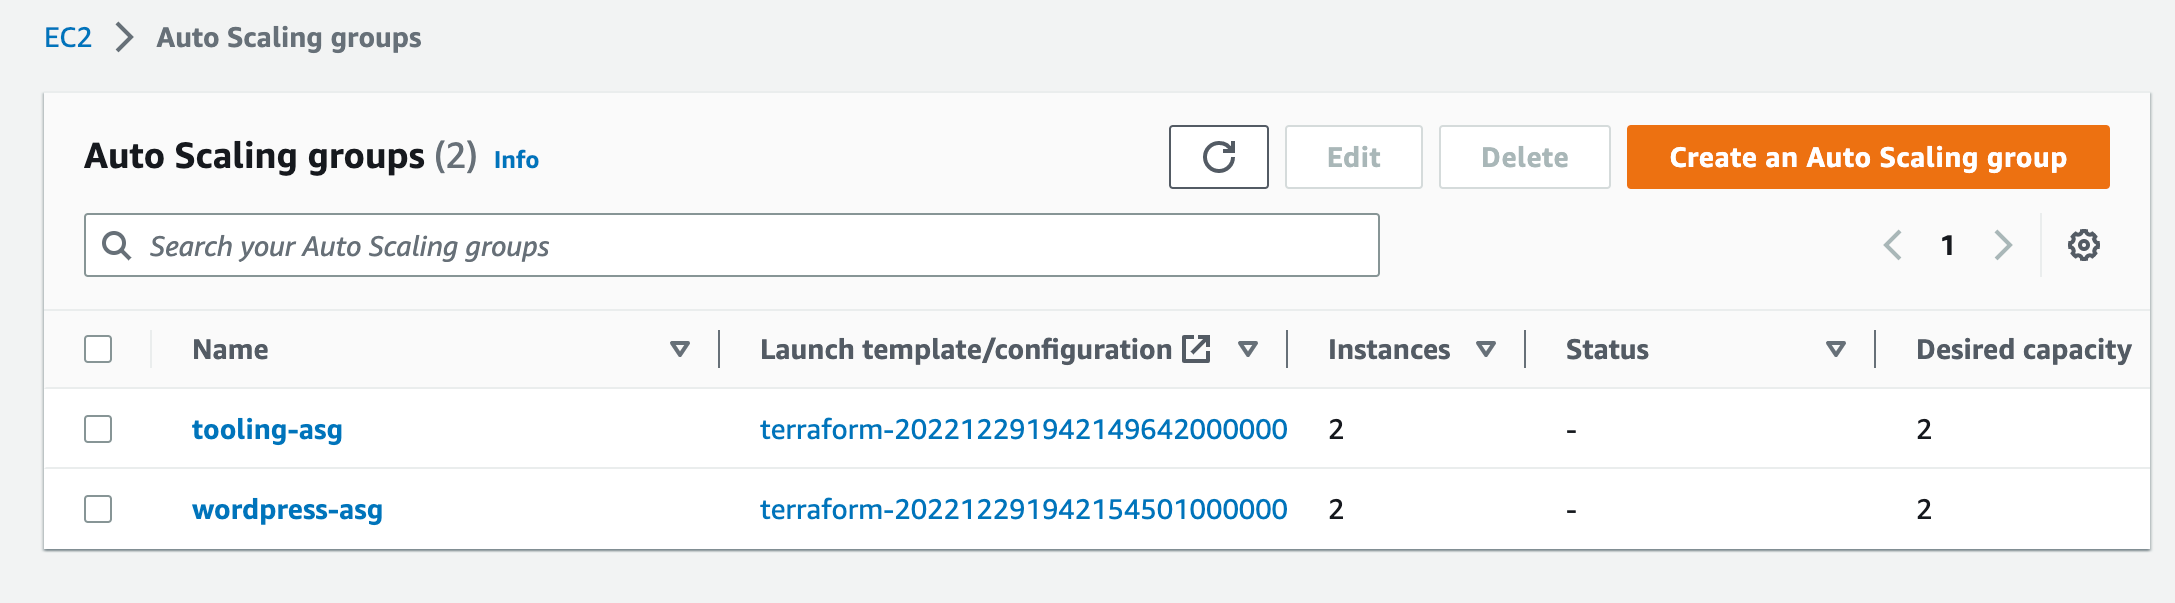 EC2 Auto Scaling groups
Auto Scaling groups (2) Info
Edit Delete Create an Auto Scaling group
Search your Auto Scaling groups
1
Name Launch template/configuration Instances Status Desired capacity
tooling-asg terraform-20221229194214964200000​0 2 - 2
wordpress-asg terraform-202212291942154501000000 2 - 2